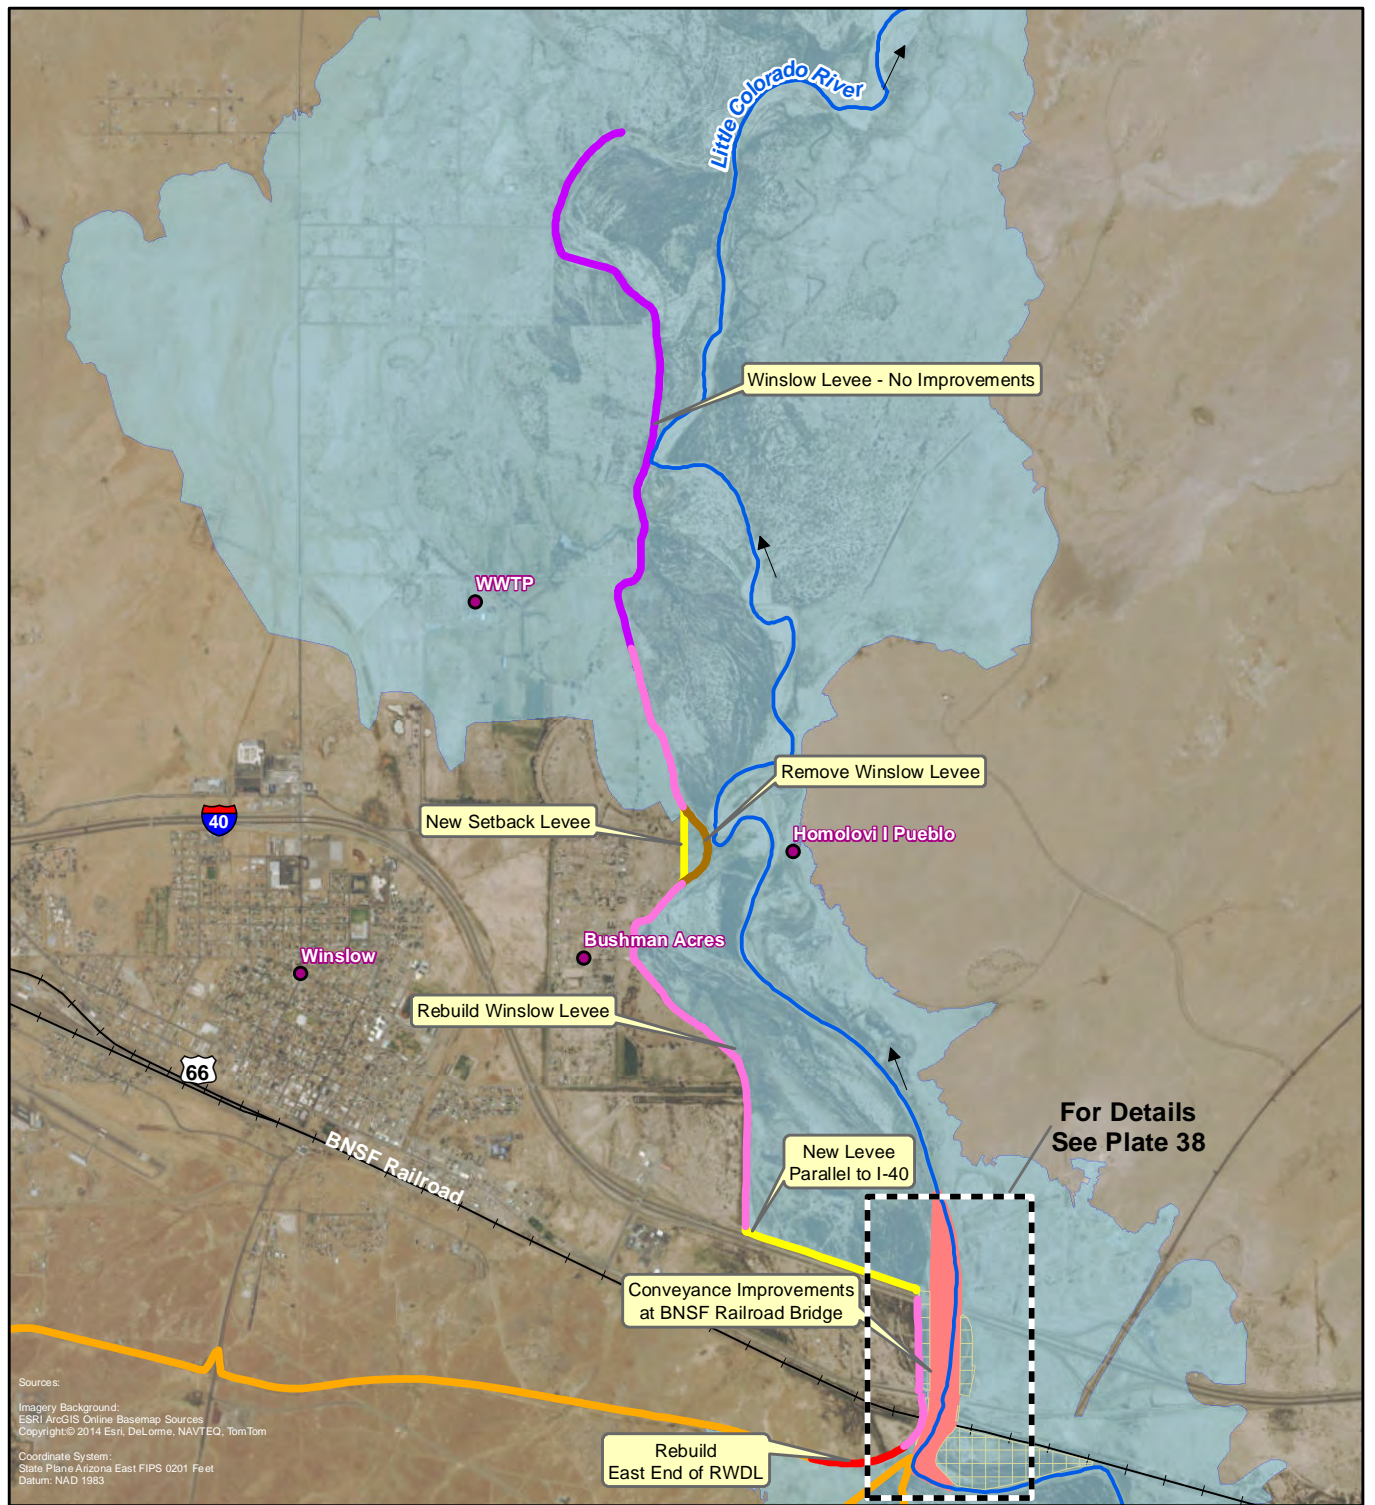 Little Colorado River
Winslow Levee - No Improvements
WWTP
Remove Winslow Levee
New Setback Levee
40
Homolovi I Pueblo
Bushman Acres
Winslow
Rebuild Winslow Levee
66
BNSF Railroad
For Details
See Plate 38
New Levee
Parallel to I-40
Conveyance Improvements
at BNSF Railroad Bridge
Rebuild
East End of RWDL
Sources:
Imagery Background:
ESRI ArcGIS Online Basemap Sources
Copyright:© 2014 Esri, DeLorme, NAVTEQ, TomTom
Coordinate System:
State Plane Arizona East FIPS 0201 Feet
Datum: NAD 1983